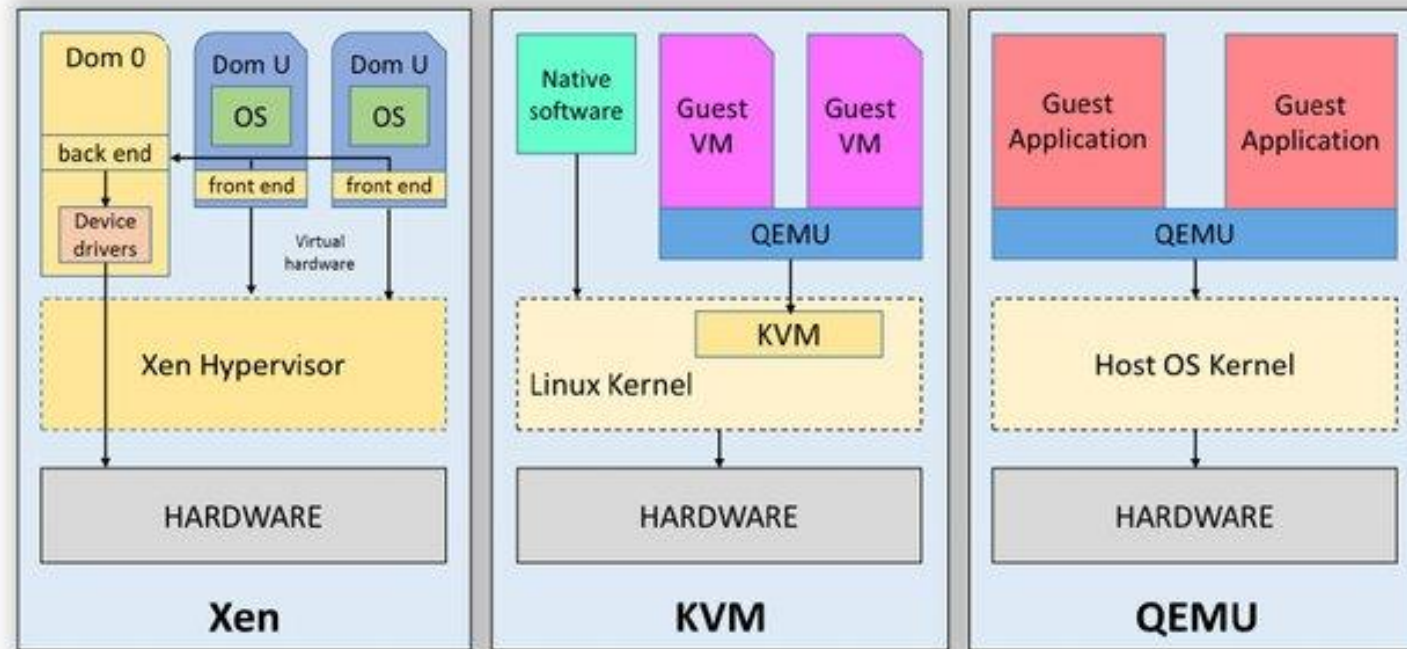 Dom 0
back end
Device
drivers
Dom U
OS
front end
Dom U
OS
front end
Virtual
hardware
Xen Hypervisor
HARDWARE
Xen
Native
software
Guest
VM
Guest
VM
QEMU
KVM
Linux Kernel
HARDWARE
KVM
Guest
Application
Guest
Application
QEMU
Host OS Kernel
HARDWARE
QEMU